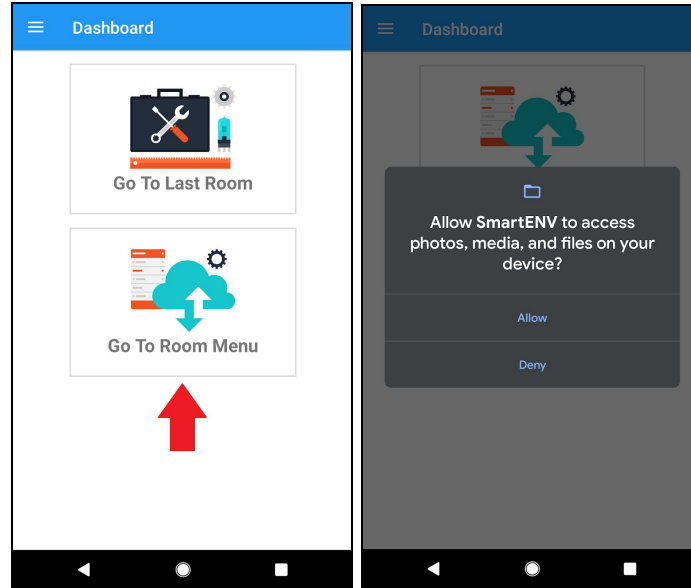 Dashboard
Go To Last Room
Go To Room Menu
Dashboard
Allow SmartENV to access
photos, media, and files on your
device?
Allow
Deny